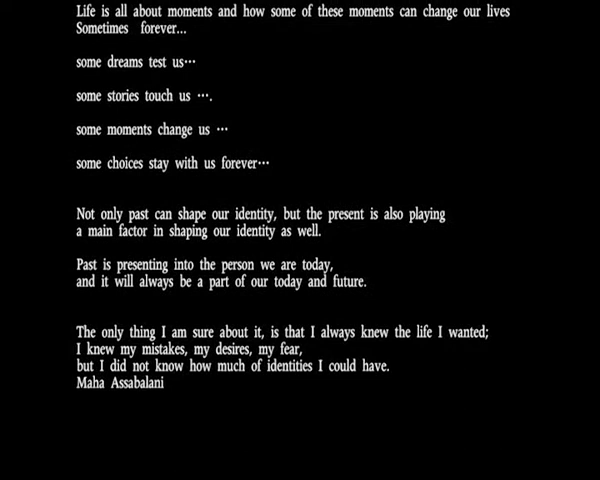 Life is all about moments and how some of these moments can change our lives
Sometimes forever...
some dreams test us···
some stories touch us ···.
some moments change us ···
some choices stay with us forever···
Not only past can shape our identity, but the present is also playing
a main factor in shaping our identity as well.
Past is presenting into the person we are today,
and it will always be a part of our today and future.
The only thing I am sure about it, is that I always knew the life I wanted;
I knew my mistakes, my desires, my fear,
but I did not know how much of identities I could have.
Maha Assabalani